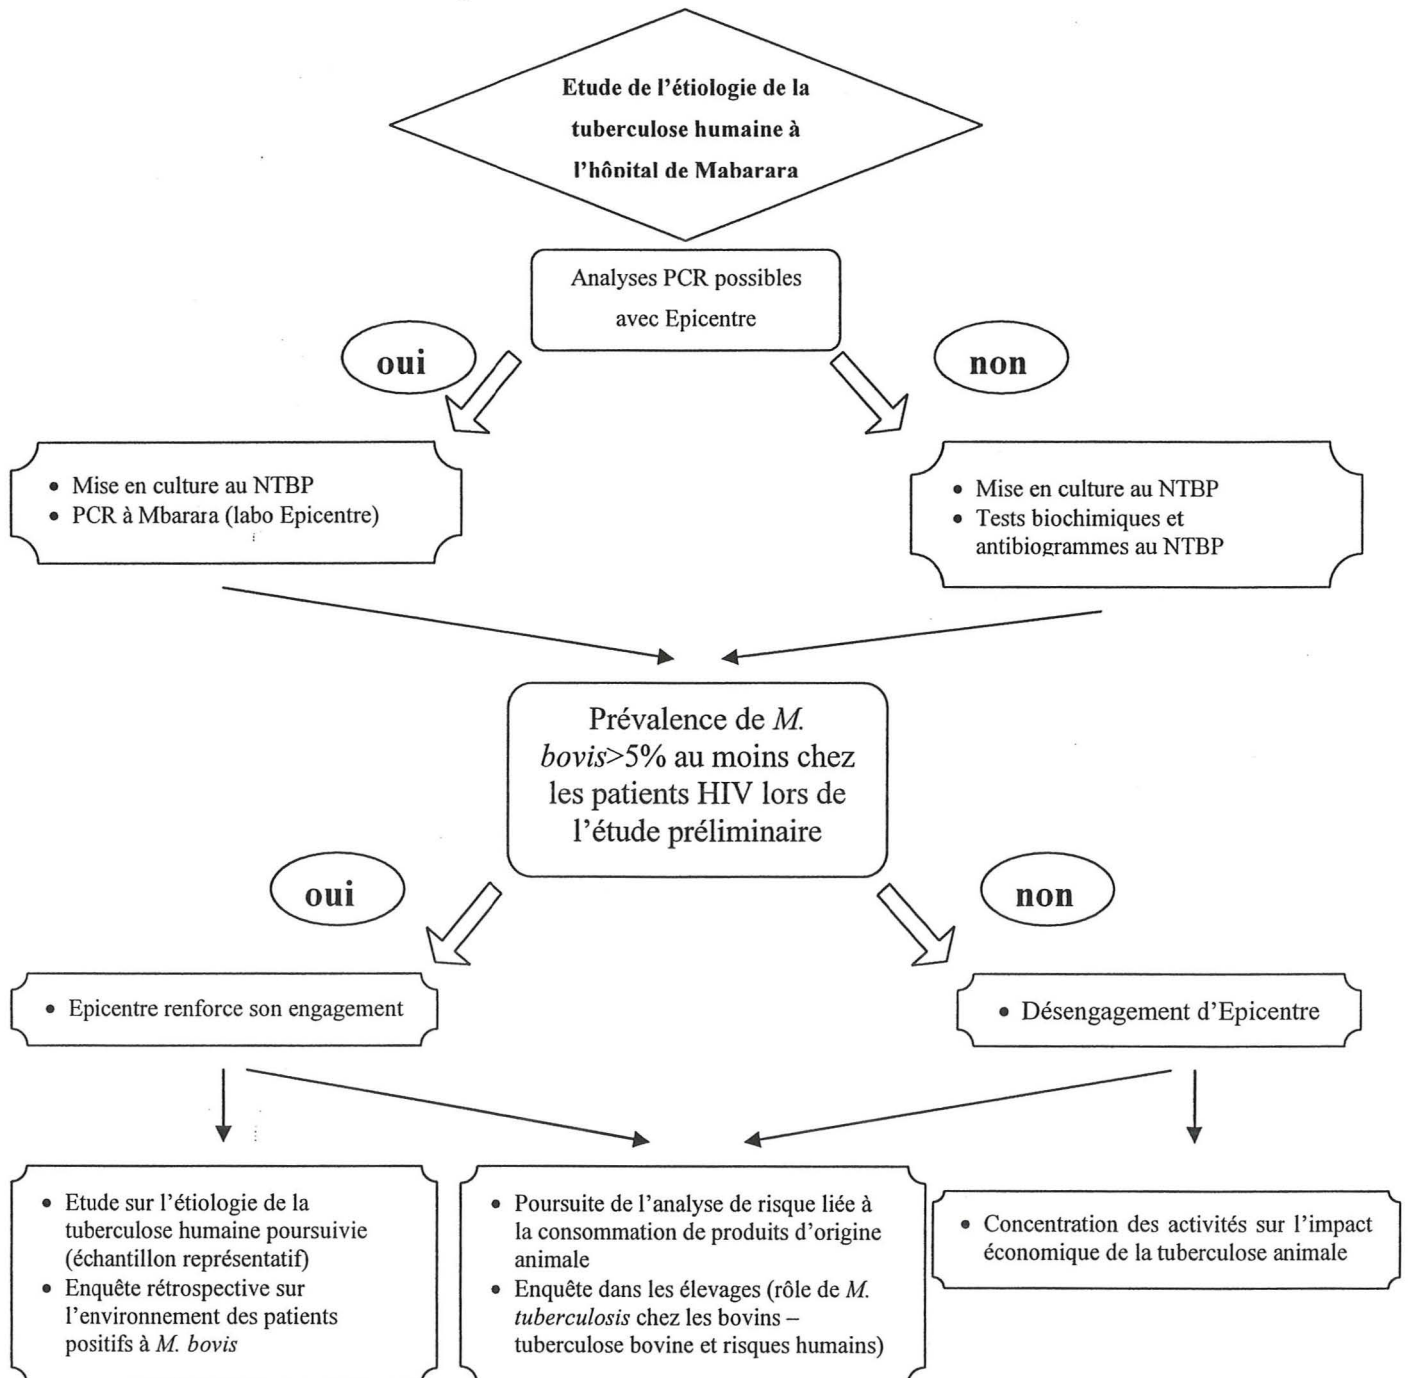 Etude de l'étiologie de la
tuberculose humaine à
l'hôpital de Mabarara
Analyses PCR possibles
avec Epicentre
oui
non
• Mise en culture au NTBP
• PCR à Mbarara (labo Epicentre)
• Mise en culture au NTBP
• Tests biochimiques et
antibiogrammes au NTBP
Prévalence de M.
bovis>5% au moins chez
les patients HIV lors de
l'étude préliminaire
oui
non
• Epicentre renforce son engagement
• Désengagement d'Epicentre
• Etude sur l'étiologie de la
tuberculose humaine poursuivie
(échantillon représentatif)
• Enquête rétrospective sur
l'environnement des patients
positifs à M. bovis
• Poursuite de l'analyse de risque liée à
la consommation de produits d'origine
animale
• Enquête dans les élevages (rôle de M.
tuberculosis chez les bovins –
tuberculose bovine et risques humains)
• Concentration des activités sur l'impact
économique de la tuberculose animale